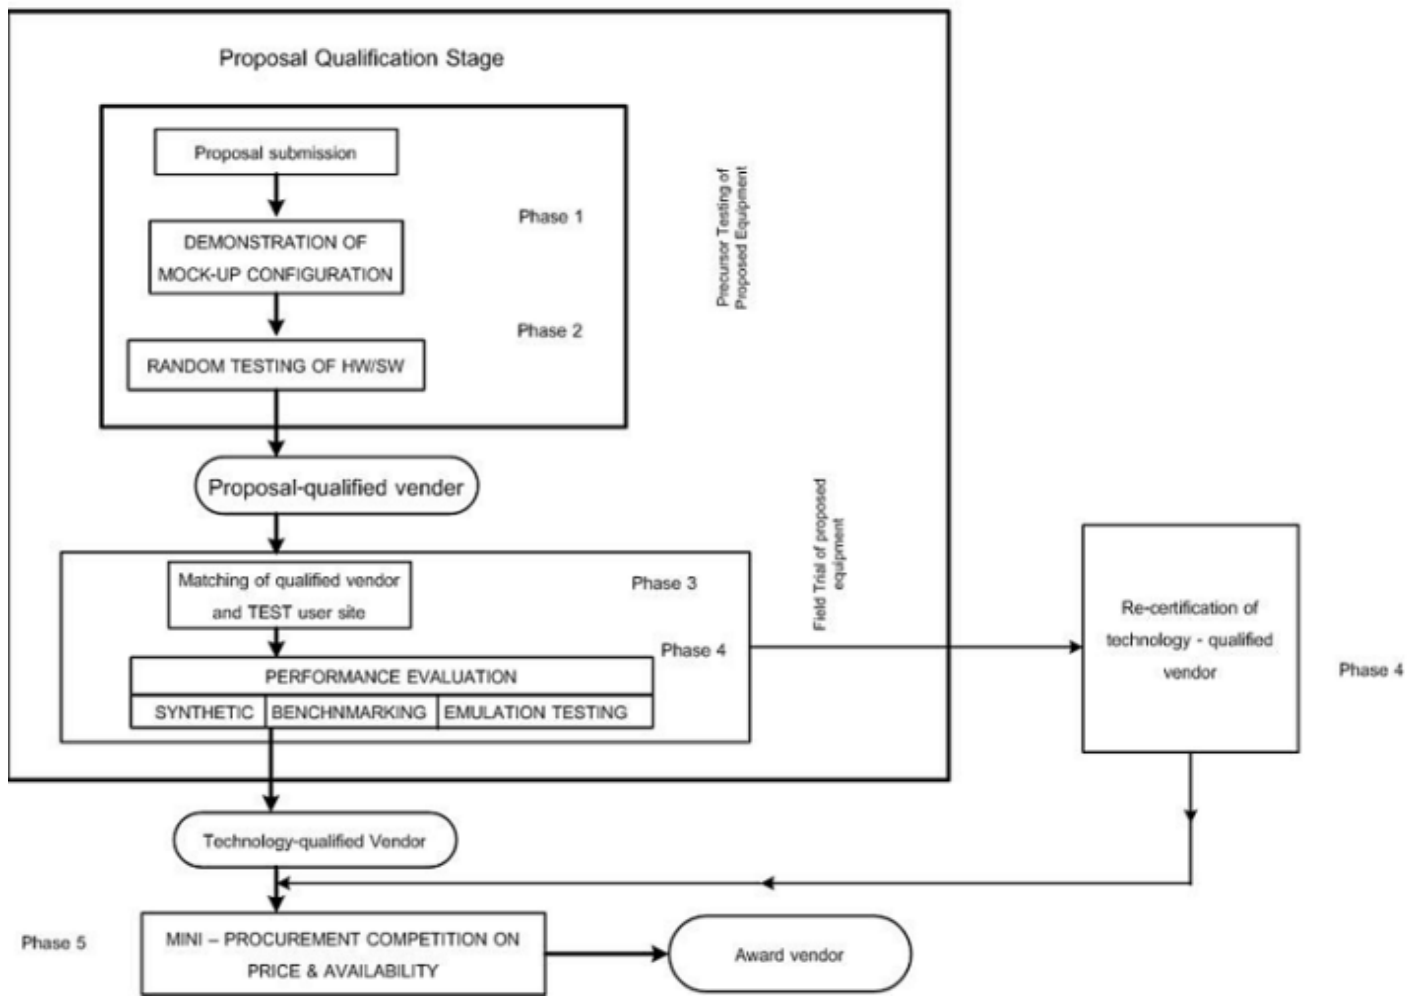 Proposal Qualification Stage
Proposal submission
Phase 1
DEMONSTRATION OF
MOCK-UP CONFIGURATION
Precursor Testing of
Proposed Equipment
Phase 2
RANDOM TESTING OF HW/SW
Proposal-qualified vender
Field Trial of proposed
equipment
Matching of qualified vendor
and TEST user site
Phase 3
Phase 4
PERFORMANCE EVALUATION
SYNTHETIC BENCHNMARKING EMULATION TESTING
Re-certification of
technology - qualified
vendor
Phase 4
Technology-qualified Vendor
Phase 5
MINI – PROCUREMENT COMPETITION ON
PRICE & AVAILABILITY
Award vendor